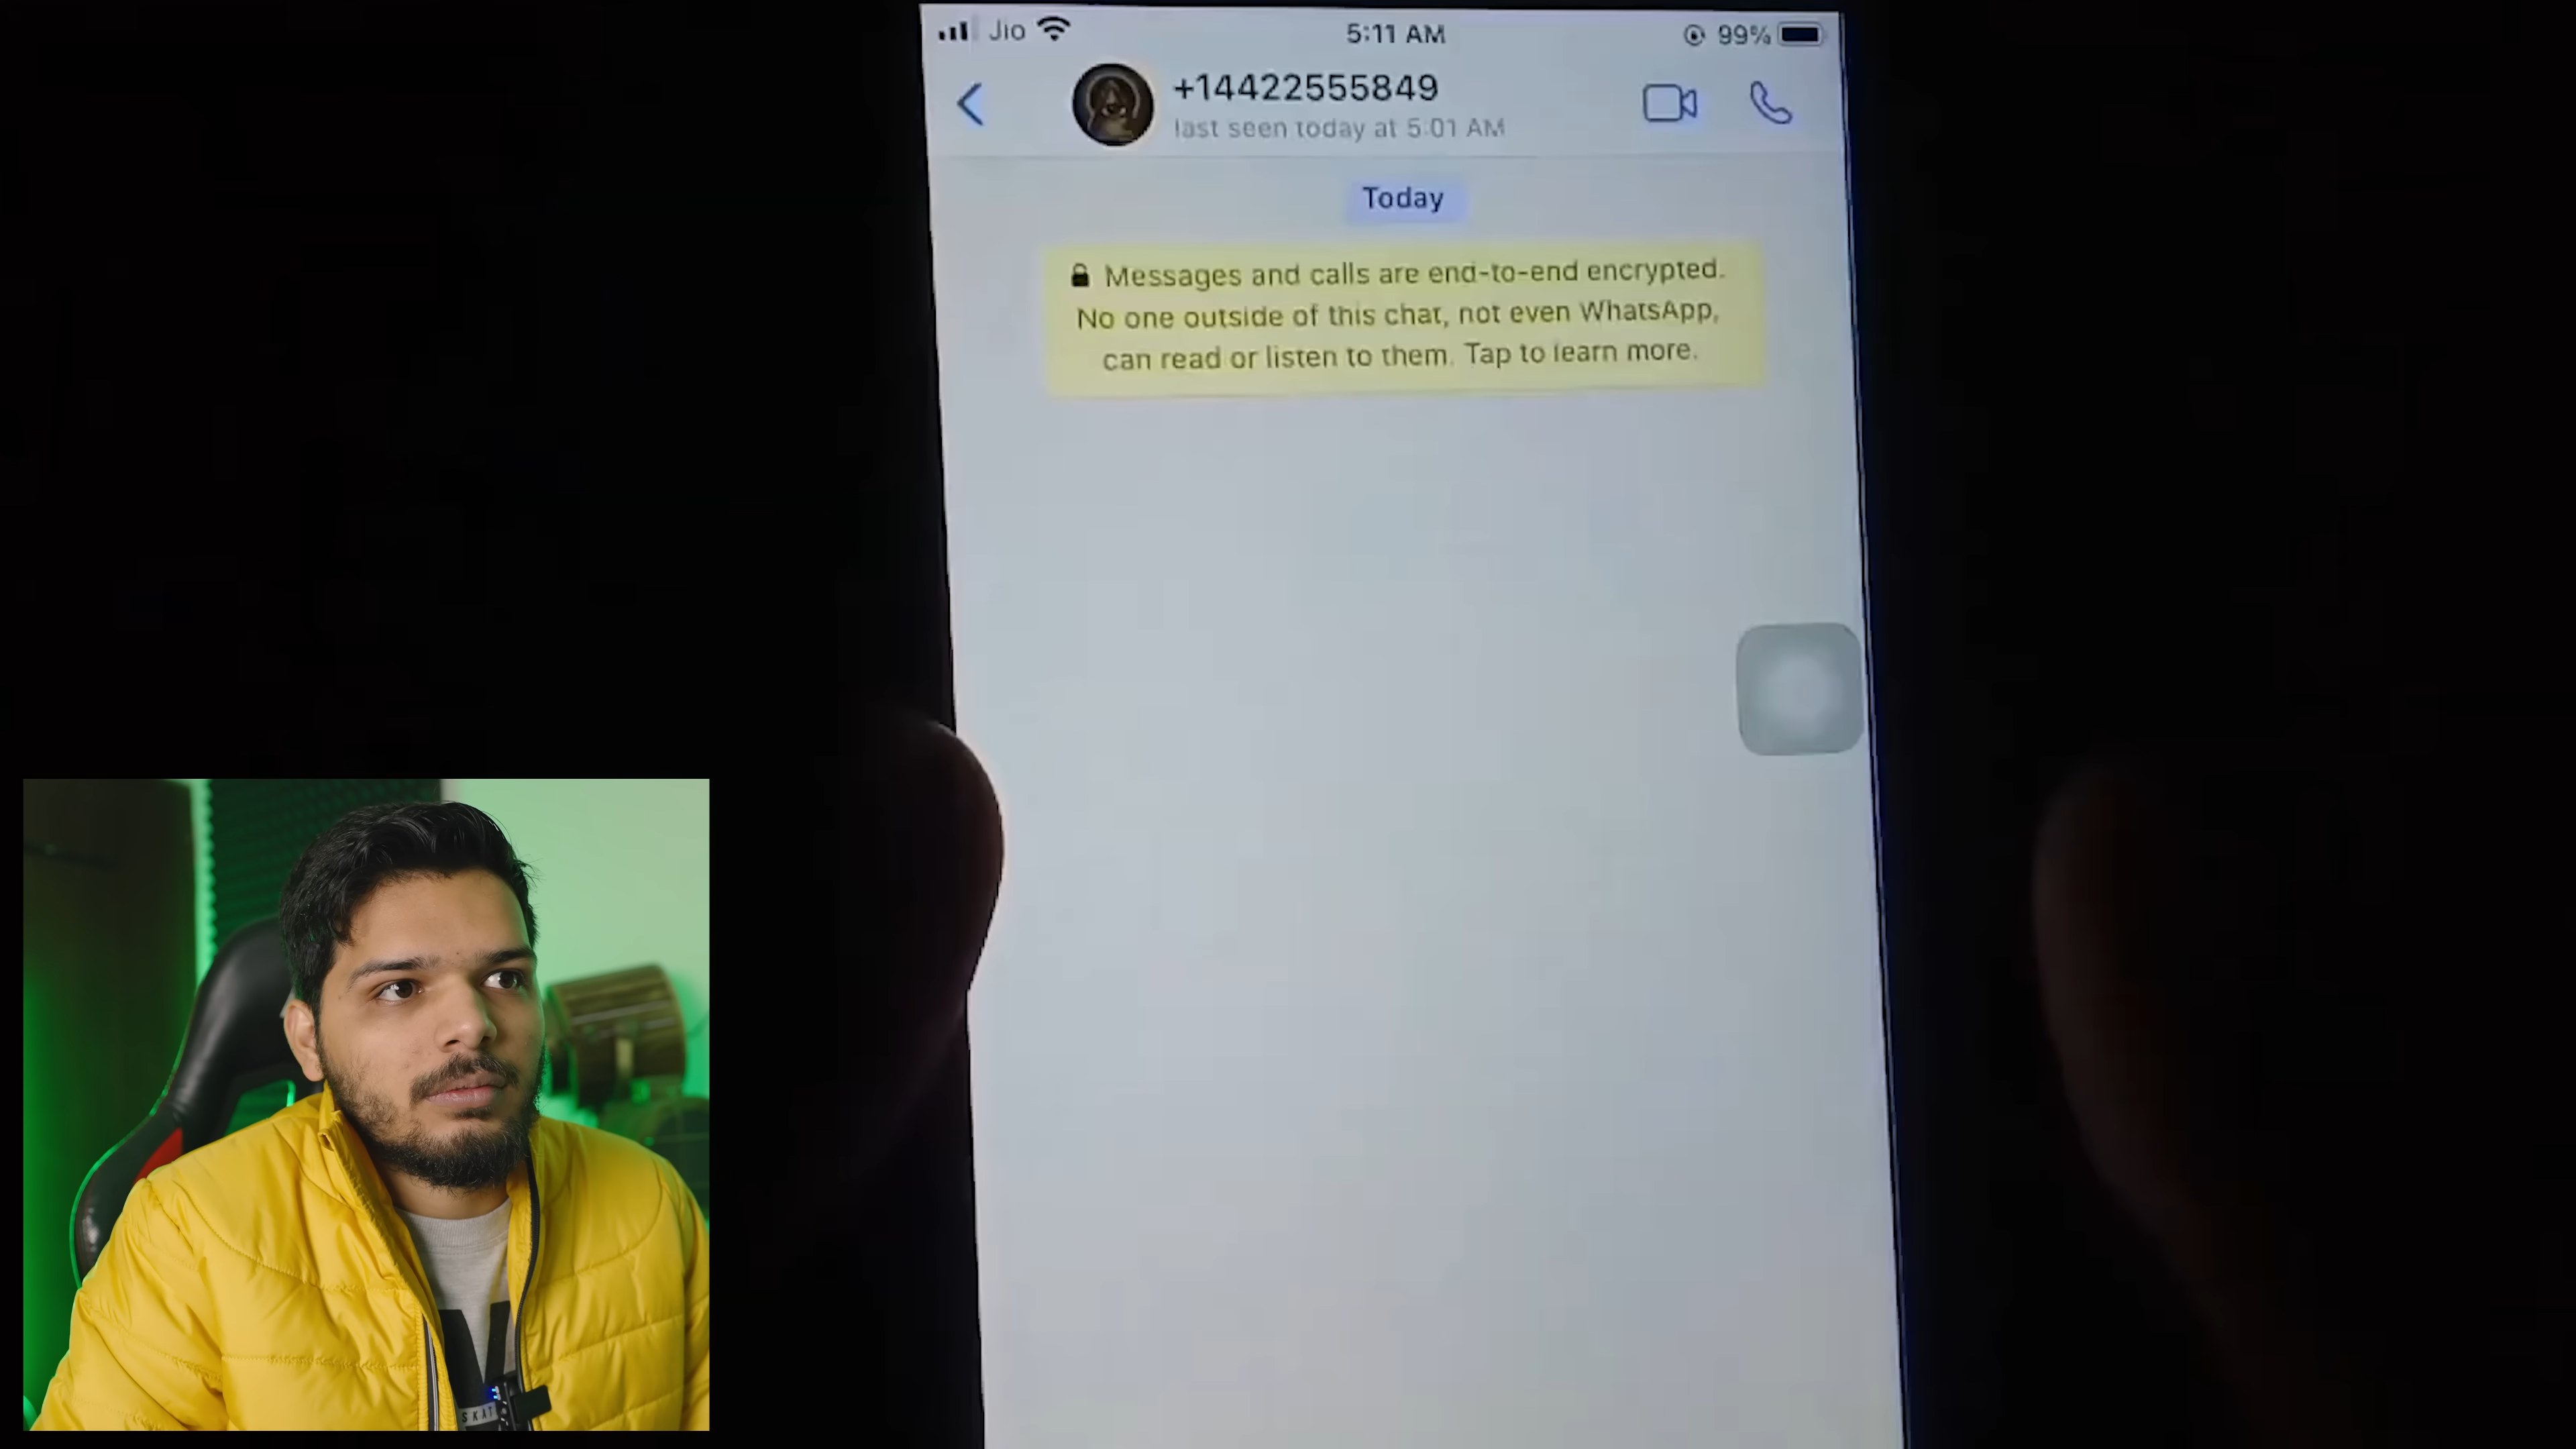 Jio
5:11 AM
99%
+14422555849
last seen today at 5:01 AM
Today
Messages and calls are end-to-end encrypted.
No one outside of this chat, not even WhatsApp,
can read or listen to them. Tap to learn more.
SKAT